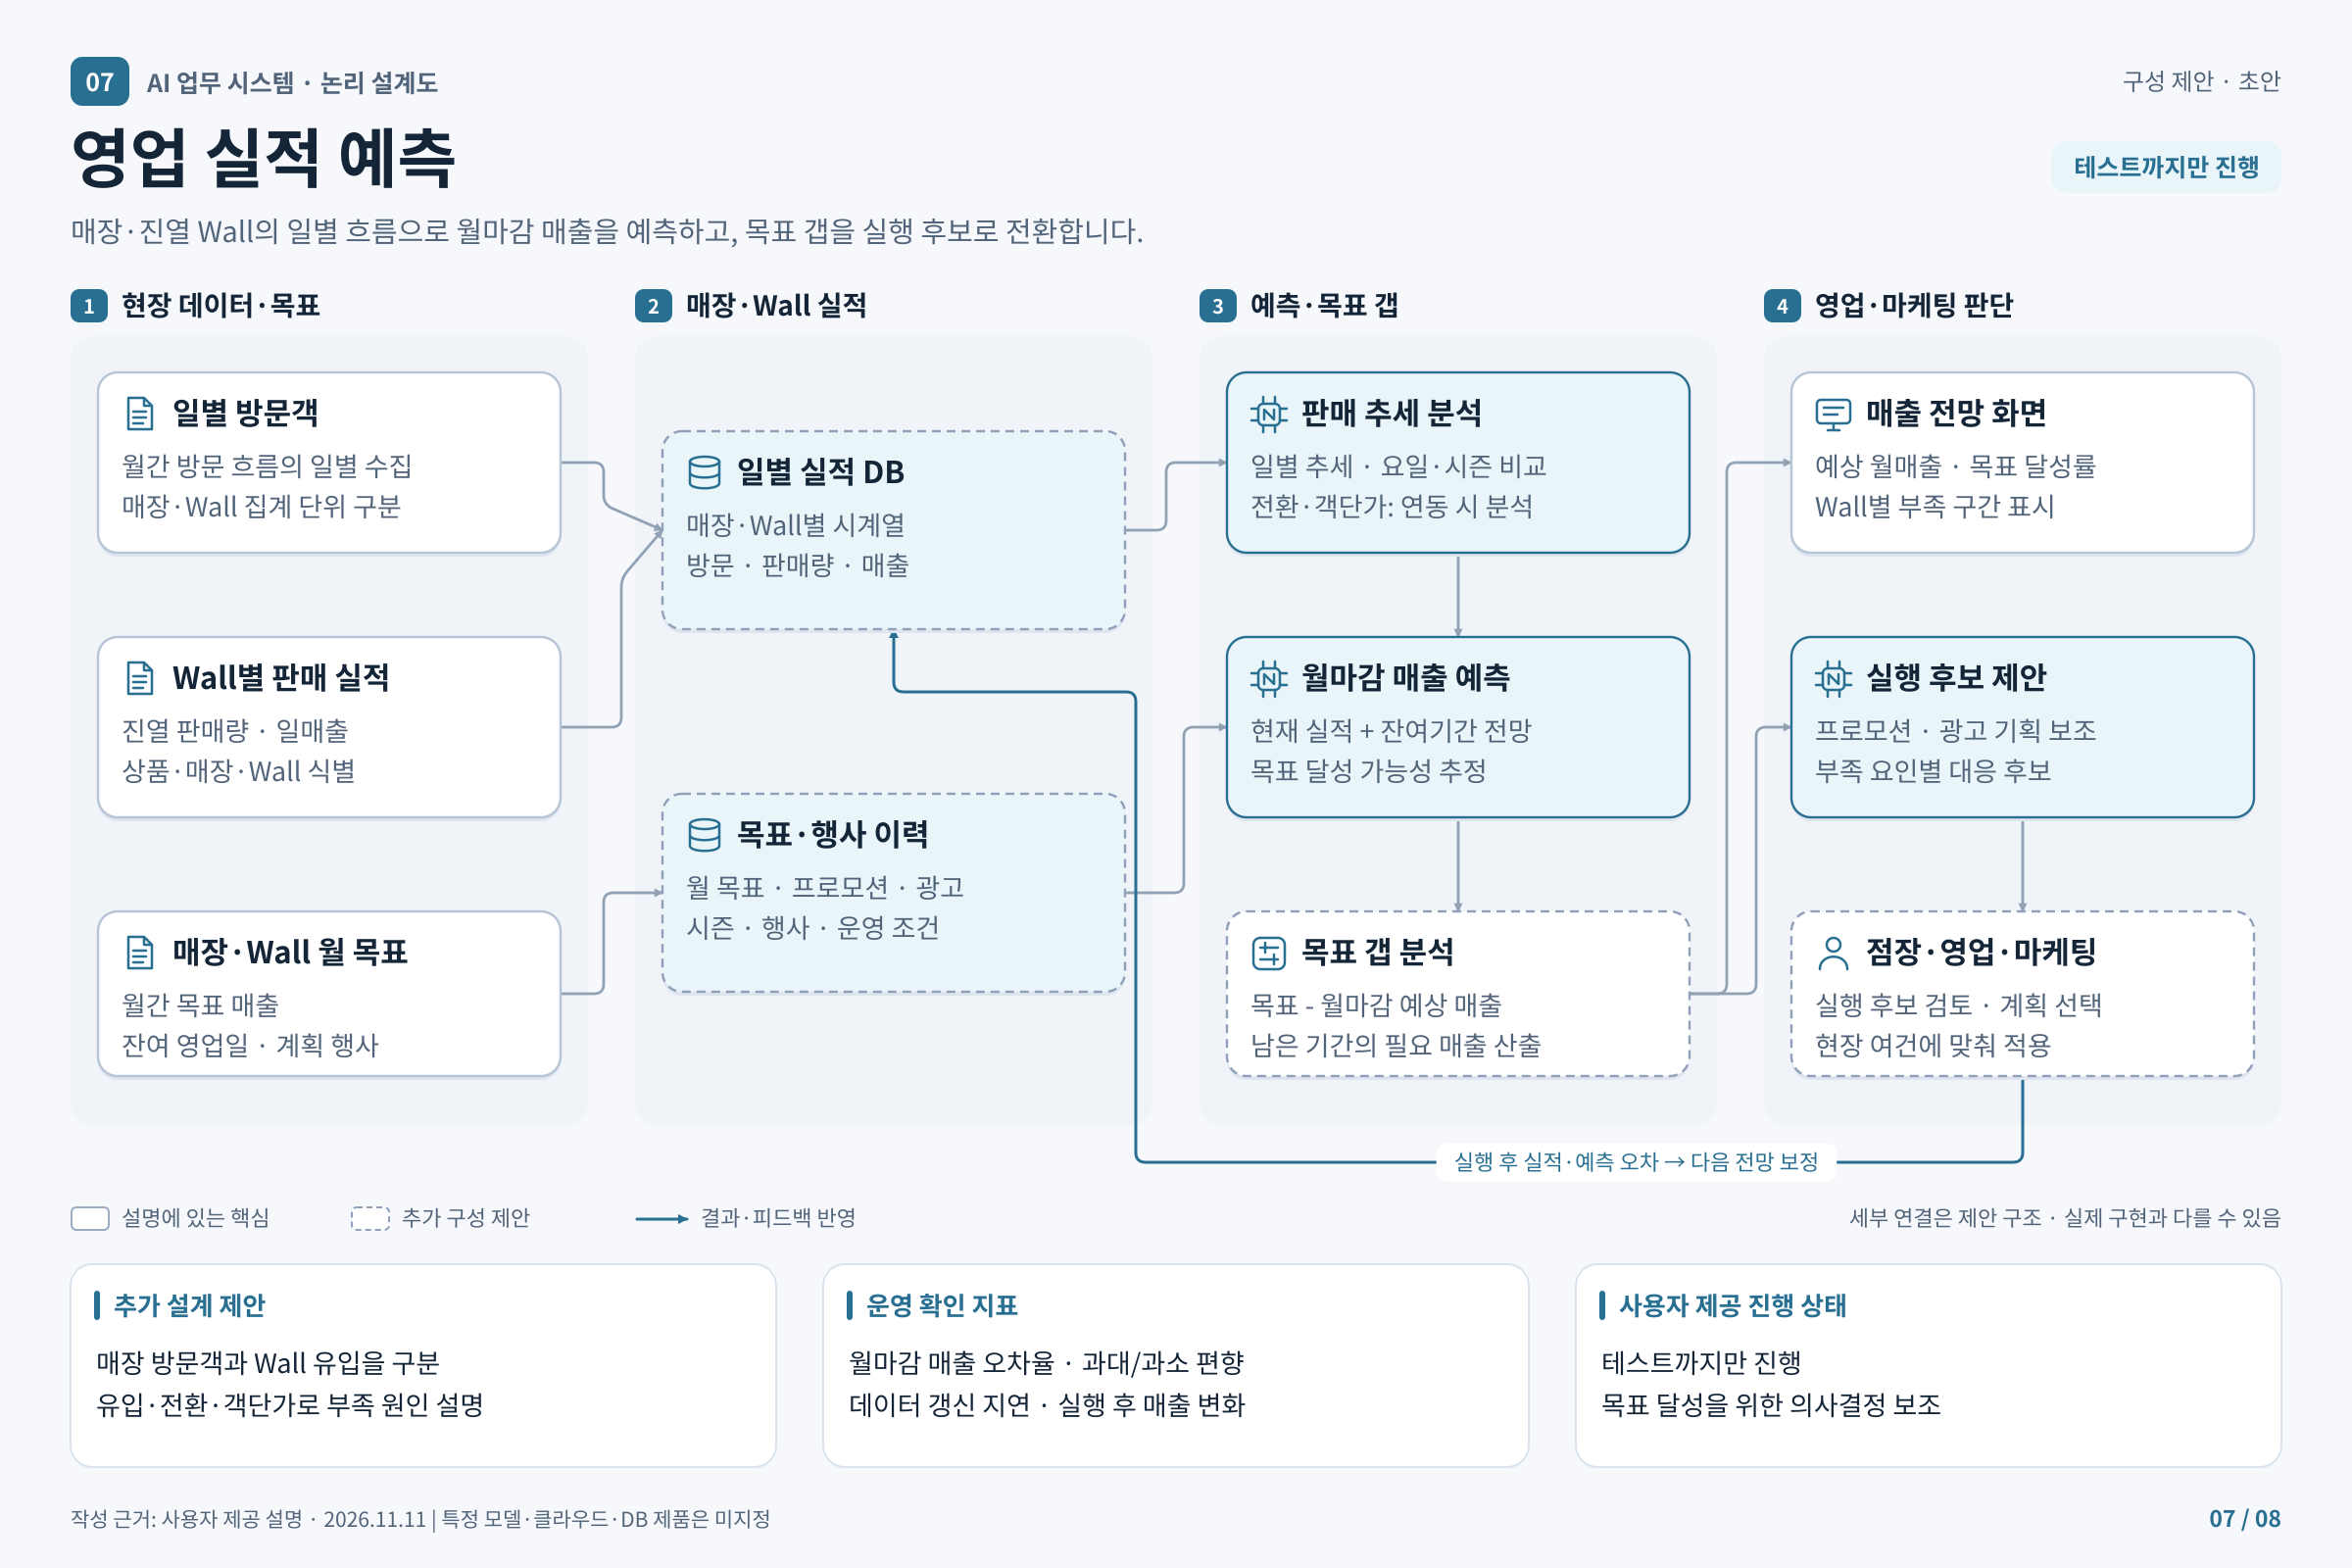 07 AI 업무 시스템 · 논리 설계도
구성 제안 · 초안
영업 실적 예측
테스트까지만 진행
매장·진열 Wall의 일별 흐름으로 월마감 매출을 예측하고, 목표 갭을 실행 후보로 전환합니다.
1 현장 데이터·목표
일별 방문객
월간 방문 흐름의 일별 수집
매장·Wall 집계 단위 구분
Wall별 판매 실적
진열 판매량 · 일매출
상품·매장·Wall 식별
매장·Wall 월 목표
월간 목표 매출
잔여 영업일 · 계획 행사
2 매장·Wall 실적
일별 실적 DB
매장·Wall별 시계열
방문 · 판매량 · 매출
목표·행사 이력
월 목표 · 프로모션 · 광고
시즌 · 행사 · 운영 조건
3 예측·목표 갭
N 판매 추세 분석
일별 추세 · 요일·시즌 비교
전환·객단가: 연동 시 분석
N 월마감 매출 예측
현재 실적 + 잔여기간 전망
목표 달성 가능성 추정
목표 갭 분석
목표 - 월마감 예상 매출
남은 기간의 필요 매출 산출
4 영업·마케팅 판단
매출 전망 화면
예상 월매출 · 목표 달성률
Wall별 부족 구간 표시
N 실행 후보 제안
프로모션 · 광고 기획 보조
부족 요인별 대응 후보
점장·영업·마케팅
실행 후보 검토 · 계획 선택
현장 여건에 맞춰 적용
실행 후 실적·예측 오차 → 다음 전망 보정
설명에 있는 핵심
추가 구성 제안
결과·피드백 반영
세부 연결은 제안 구조 · 실제 구현과 다를 수 있음
추가 설계 제안
매장 방문객과 Wall 유입을 구분
유입·전환·객단가로 부족 원인 설명
운영 확인 지표
월마감 매출 오차율 · 과대/과소 편향
데이터 갱신 지연 · 실행 후 매출 변화
사용자 제공 진행 상태
테스트까지만 진행
목표 달성을 위한 의사결정 보조
작성 근거: 사용자 제공 설명 · 2026.11.11 | 특정 모델·클라우드·DB 제품은 미지정
07 / 08